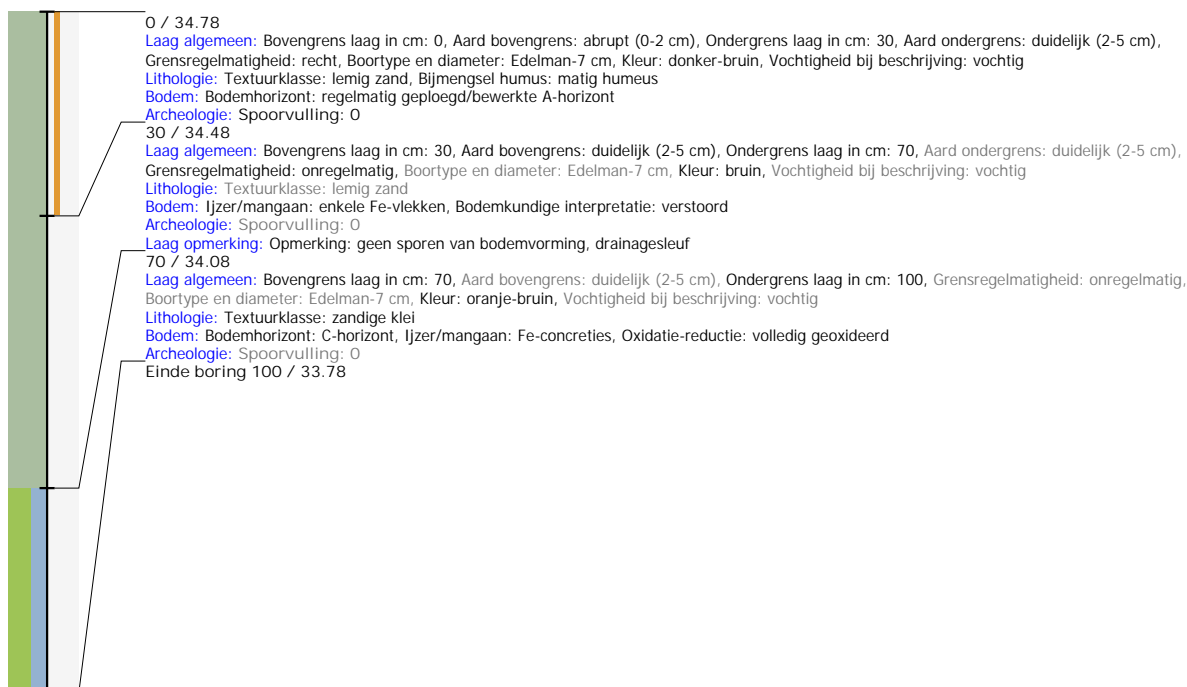 0 / 34.78
Laag algemeen: Bovengrens laag in cm: 0, Aard bovengrens: abrupt (0-2 cm), Ondergrens laag in cm: 30, Aard ondergrens: duidelijk (2-5 cm),
Grensregelmatigheid: recht, Boortype en diameter: Edelman-7 cm, Kleur: donker-bruin, Vochtigheid bij beschrijving: vochtig
Lithologie: Textuurklasse: lemig zand, Bijmengsel humus: matig humeus
Bodem: Bodemhorizont: regelmatig geploegd/bewerkte A-horizont
Archeologie: Spoorvulling: 0
30 / 34.48
Laag algemeen: Bovengrens laag in cm: 30, Aard bovengrens: duidelijk (2-5 cm), Ondergrens laag in cm: 70, Aard ondergrens: duidelijk (2-5 cm),
Grensregelmatigheid: onregelmatig, Boortype en diameter: Edelman-7 cm, Kleur: bruin, Vochtigheid bij beschrijving: vochtig
Lithologie: Textuurklasse: lemig zand
Bodem: Ijzer/mangaan: enkele Fe-vlekken, Bodemkundige interpretatie: verstoord
Archeologie: Spoorvulling: 0
Laag opmerking: Opmerking: geen sporen van bodemvorming, drainagesleuf
70 / 34.08
Laag algemeen: Bovengrens laag in cm: 70, Aard bovengrens: duidelijk (2-5 cm), Ondergrens laag in cm: 100, Grensregelmatigheid: onregelmatig,
Boortype en diameter: Edelman-7 cm, Kleur: oranje-bruin, Vochtigheid bij beschrijving: vochtig
Lithologie: Textuurklasse: zandige klei
Bodem: Bodemhorizont: C-horizont, Ijzer/mangaan: Fe-concreties, Oxidatie-reductie: volledig geoxideerd
Archeologie: Spoorvulling: 0
Einde boring 100 / 33.78